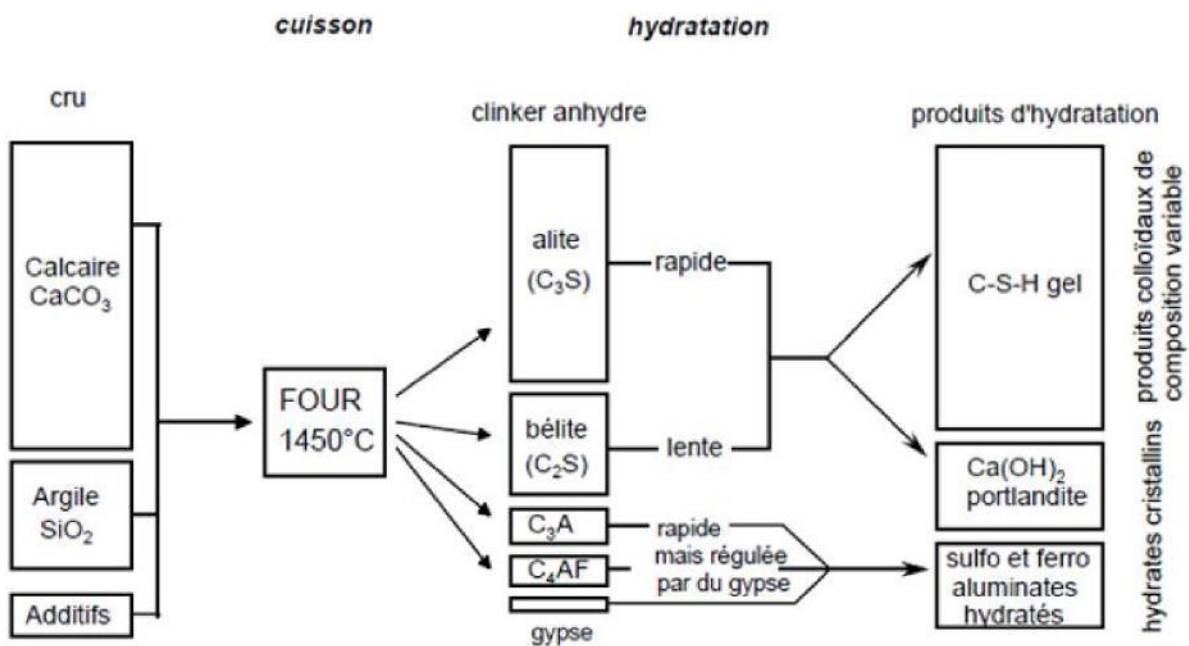 cuisson
hydratation
cru
clinker anhydre
produits d'hydratation
Calcaire
CaCO₃
Argile
SiO₂
Additifs
FOUR
1450°C
alite
(C₃S)
bélite
(C₂S)
C₃A
C₄AF
gypse
rapide
lente
rapide
mais régulée
par du gypse
C-S-H gel
Ca(OH)₂
portlandite
sulfo et ferro
aluminates
hydratés
produits colloïdaux de
composition variable
hydrates cristallins